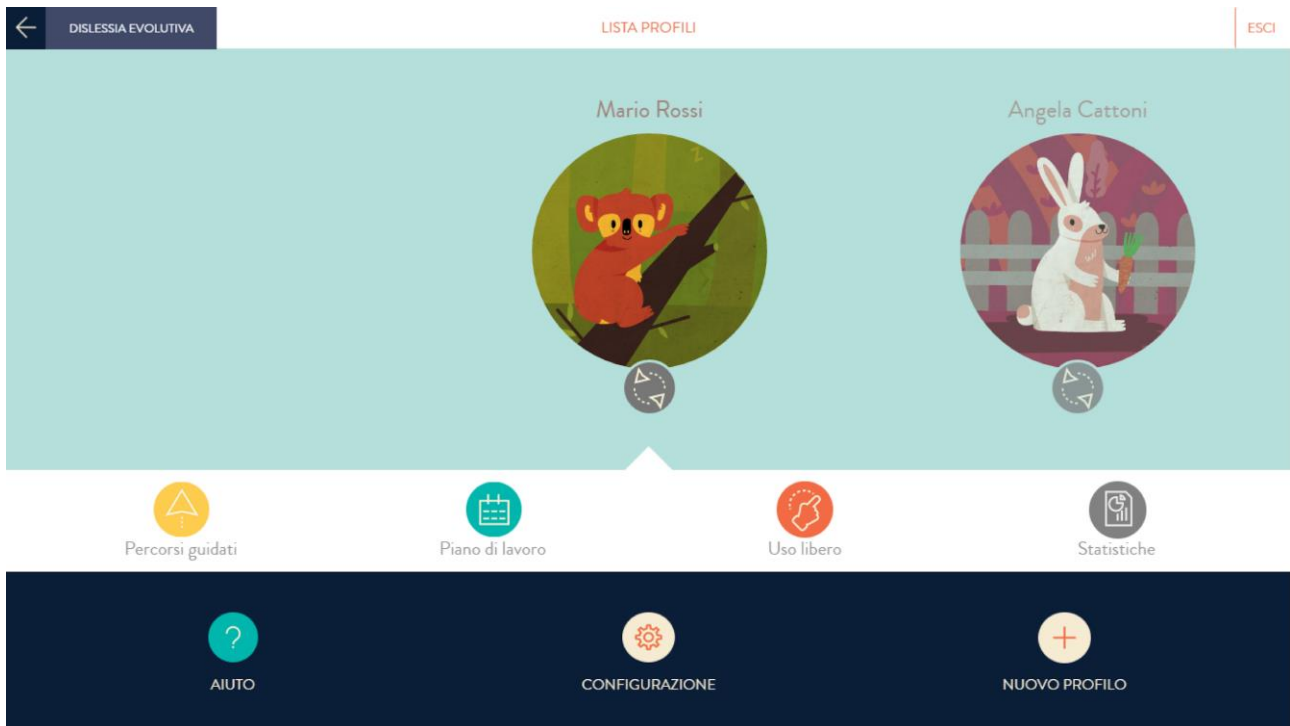 DISLESSIA EVOLUTIVA
LISTA PROFILI
ESCI
Mario Rossi
Angela Cattoni
Percorsi guidati
Piano di lavoro
Uso libero
Statistiche
?
AIUTO
CONFIGURAZIONE
NUOVO PROFILO